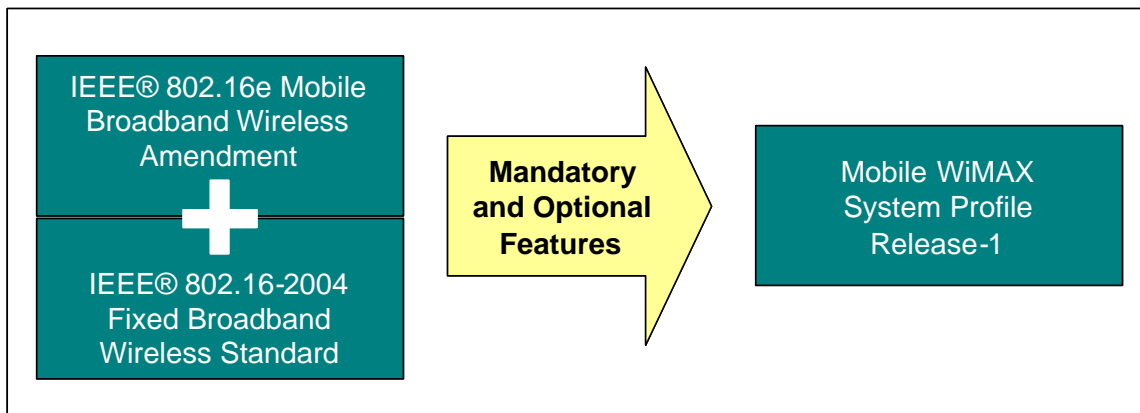 IEEE® 802.16e Mobile
Broadband Wireless
Amendment
IEEE® 802.16-2004
Fixed Broadband
Wireless Standard
Mandatory
and Optional
Features
Mobile WiMAX
System Profile
Release-1